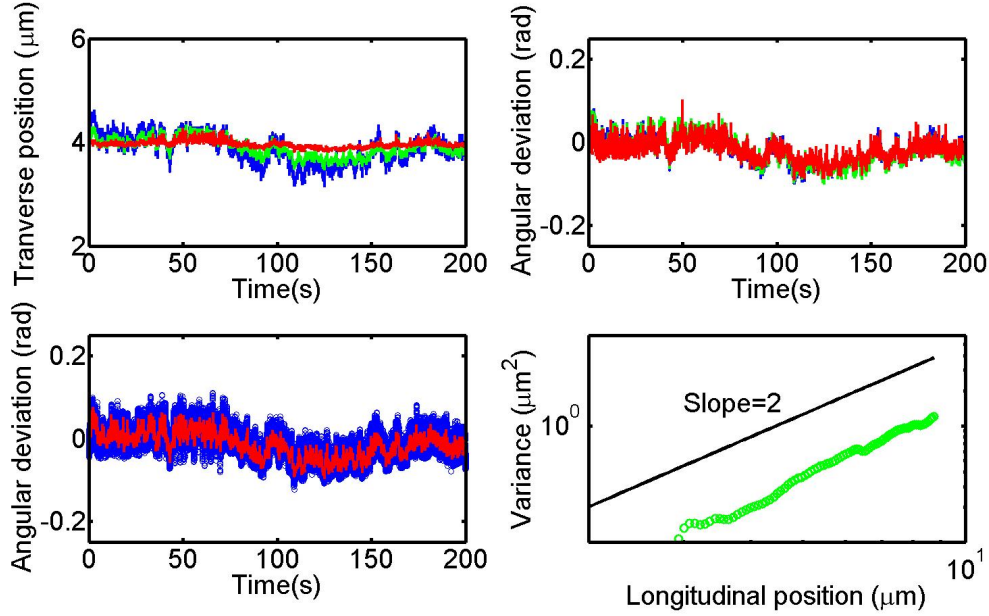 Tranverse position (μm)
6
4
2
0
50
100
150
200
Time(s)
Angular deviation (rad)
0.2
0
-0.2
0
50
100
150
200
Time(s)
Angular deviation (rad)
0.2
0
-0.2
0
50
100
150
200
Time(s)
Variance (μm²)
10⁰
Slope=2
10¹
Longitudinal position (μm)